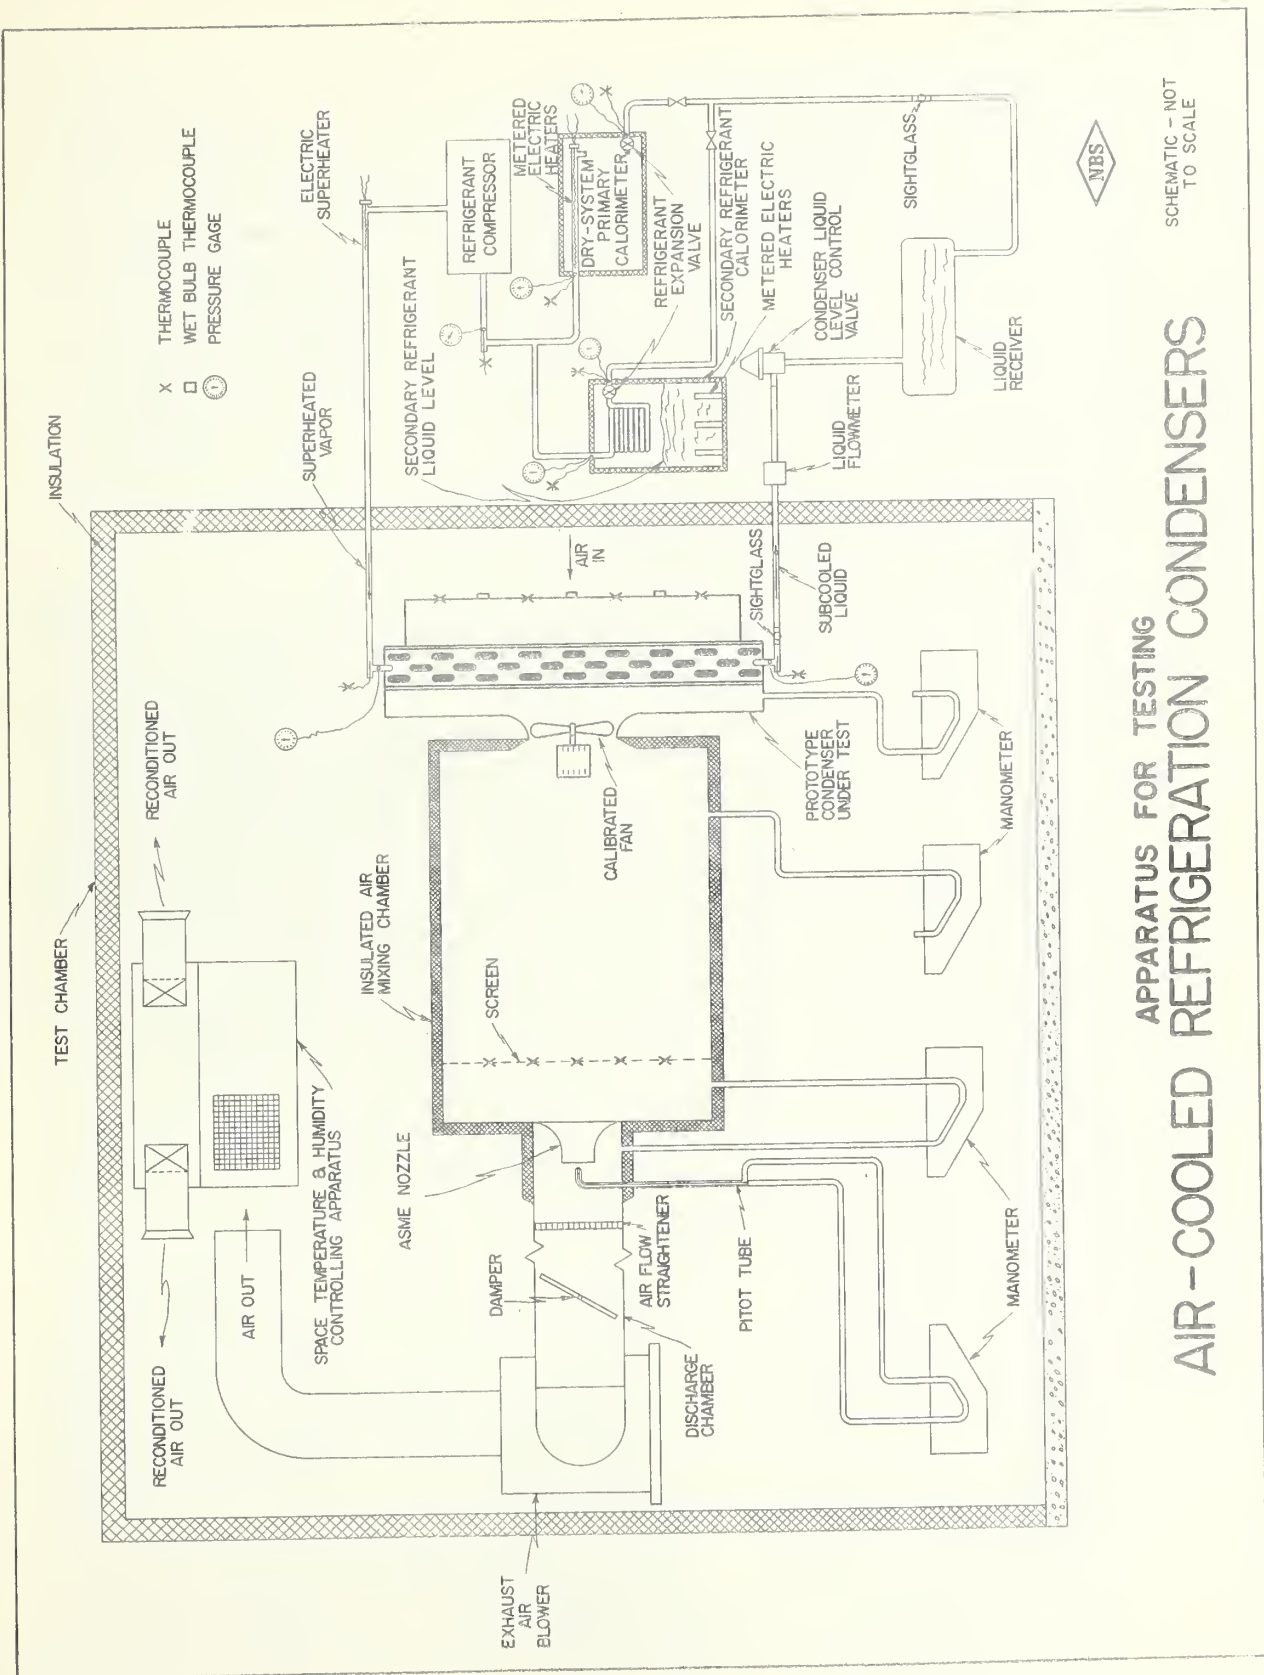 TEST CHAMBER
INSULATION
RECONDITIONED
AIR OUT
RECONDITIONED
AIR OUT
AIR OUT
SPACE TEMPERATURE & HUMIDITY
CONTROLLING APPARATUS
X THERMOCOUPLE
WET BULB THERMOCOUPLE
PRESSURE GAGE
SUPERHEATED
VAPOR
ELECTRIC
SUPERHEATER
INSULATED AIR
MIXING CHAMBER
SCREEN
ASME NOZZLE
SECONDARY REFRIGERANT
LIQUID LEVEL
REFRIGERANT
COMPRESSOR
METERED
ELECTRIC
HEATERS
DRY-SYSTEM
PRIMARY
CALORIMETER
EXHAUST
AIR
BLOWER
DAMPER
AIR IN
CALIBRATED
FAN
REFRIGERANT
EXPANSION
VALVE
AIR FLOW
STRAIGHTENER
DISCHARGE
CHAMBER
SECONDARY REFRIGERANT
CALORIMETER
METERED ELECTRIC
HEATERS
PITOT TUBE
SIGHTGLASS
PROTOTYPE
CONDENSER
UNDER TEST
SUBCOOLED
LIQUID
CONDENSER LIQUID
LEVEL CONTROL
VALVE
LIQUID
FLOWMETER
SIGHTGLASS
LIQUID
RECEIVER
MANOMETER
MANOMETER
NBS
SCHEMATIC - NOT
TO SCALE
APPARATUS FOR TESTING
AIR-COOLED REFRIGERATION CONDENSERS